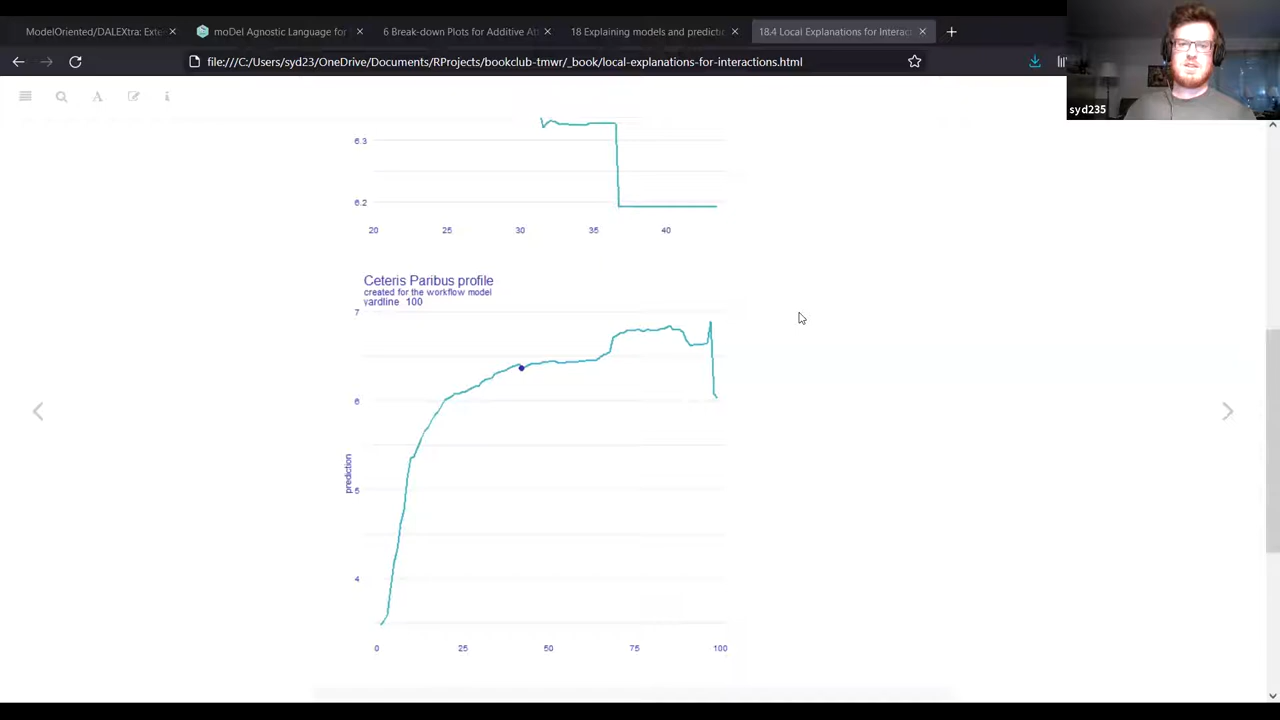 ModelOriented/DALEXtra: Exte
moDel Agnostic Language for
6 Break-down Plots for Additive Att
18 Explaining models and predictio
18.4 Local Explanations for Interac
file:///C:/Users/syd23/OneDrive/Documents/RProjects/bookclub-tmwr/_book/local-explanations-for-interactions.html
syd235
6.3
6.2
20 25 30 35 40
Ceteris Paribus profile
created for the workflow model
yardline_100
7
6
5
4
prediction
0 25 50 75 100